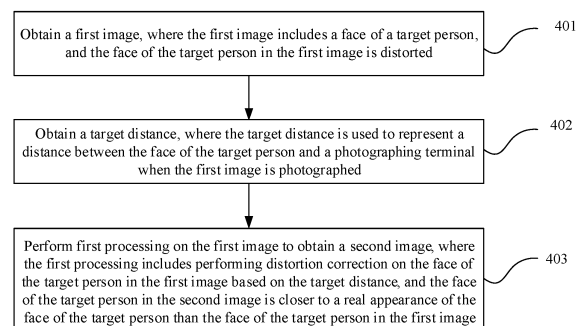 Obtain a first image, where the first image includes a face of a target person,
and the face of the target person in the first image is distorted
401
Obtain a target distance, where the target distance is used to represent a
distance between the face of the target person and a photographing terminal
when the first image is photographed
402
Perform first processing on the first image to obtain a second image, where
the first processing includes performing distortion correction on the face of
the target person in the first image based on the target distance, and the face
of the target person in the second image is closer to a real appearance of the
face of the target person than the face of the target person in the first image
403